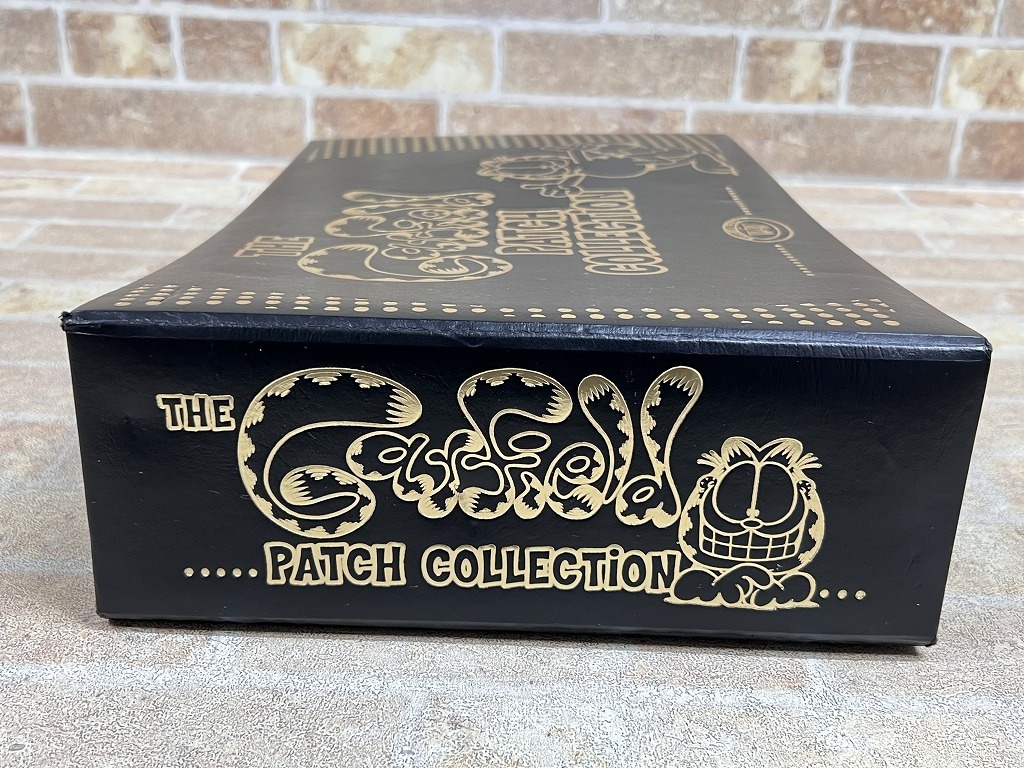 THE
Garfield
PATCH
COLLECTiON
THE Garfield
.....PATCH COLLECTiON...